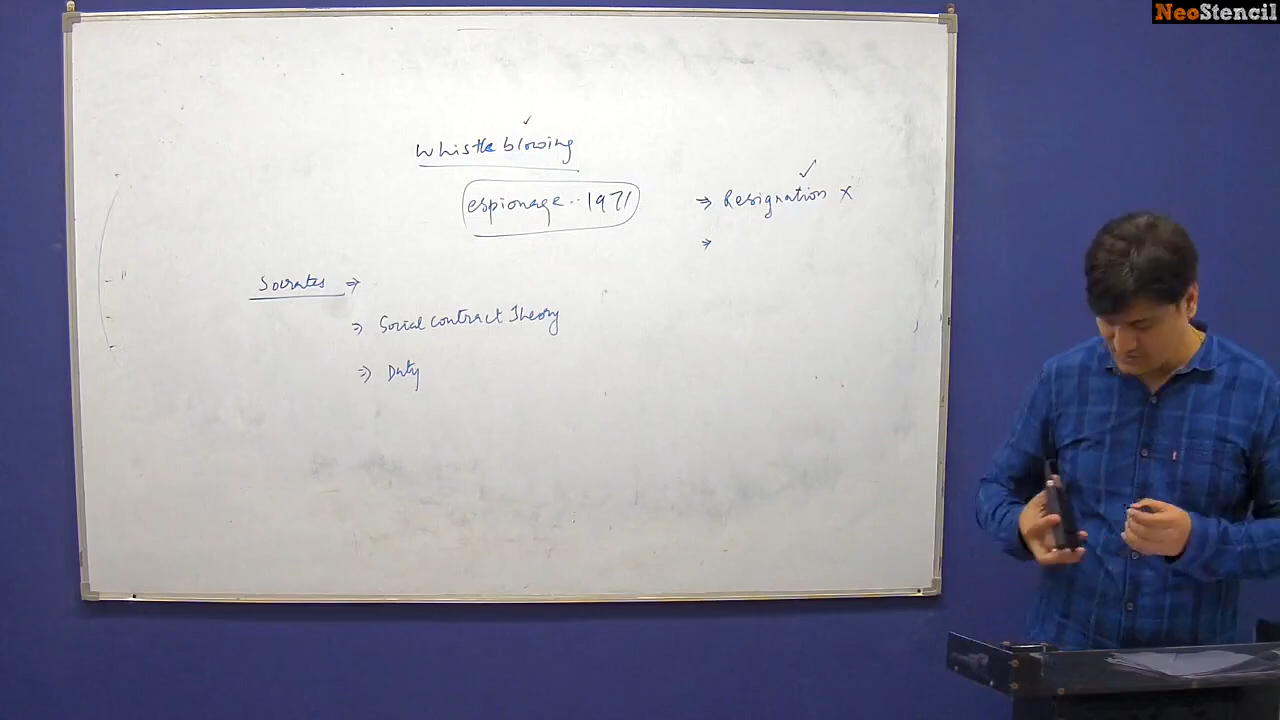 NeoStencil
Whistle blowing
espionage .. 1971
⇒ Resignation X
⇒
Socrates ⇒
⇒ Social Contract Theory
⇒ Duty